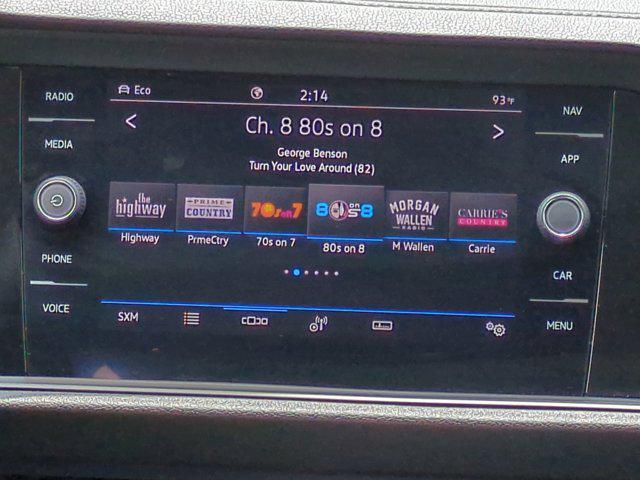 RADIO
MEDIA
PHONE
VOICE
Eco
2:14
93°F
Ch. 8 80s on 8
George Benson
Turn Your Love Around (82)
the highway
PRIME COUNTRY
70s on 7
80s on 8
MORGAN WALLEN RADIO
CARRIE'S COUNTRY
Highway
PrmeCtry
70s on 7
80s on 8
M Wallen
Carrie
SXM
NAV
APP
CAR
MENU